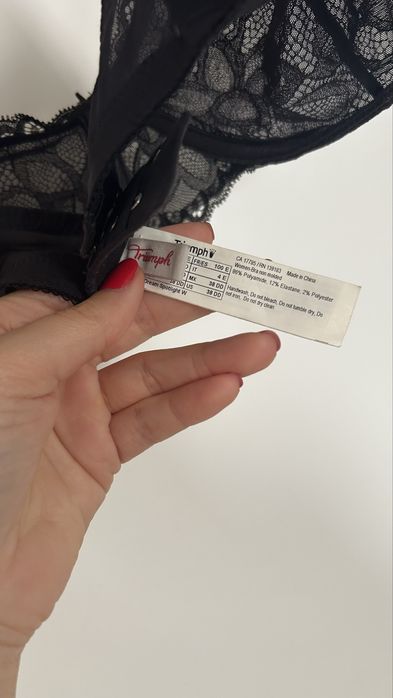 Triumph
Triumph
FR/ES 100 E
IT 4 E
MX 38 DD
38 DD US 38 DD
Dream Spotlight W
CA 17785 / RN 139183 Made in China
Women-Bra non molded
86% Polyamide, 12% Elastane, 2% Polyester
Handwash, Do not bleach, Do not tumble dry, Do
not iron, Do not dry clean